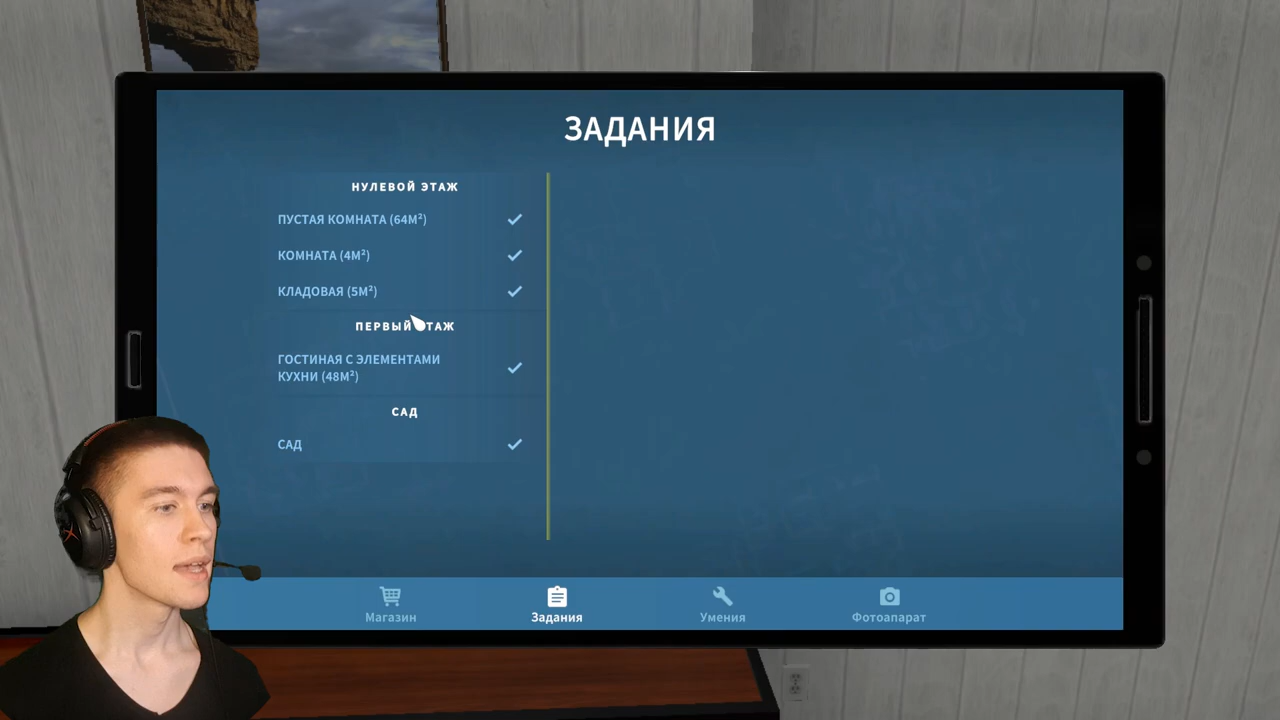 ЗАДАНИЯ
НУЛЕВОЙ ЭТАЖ
ПУСТАЯ КОМНАТА (64М²)
КОМНАТА (4М²)
КЛАДОВАЯ (5М²)
ПЕРВЫЙ ЭТАЖ
ГОСТИНАЯ С ЭЛЕМЕНТАМИ
КУХНИ (48М²)
САД
САД
Магазин
Задания
Умения
Фотоапарат